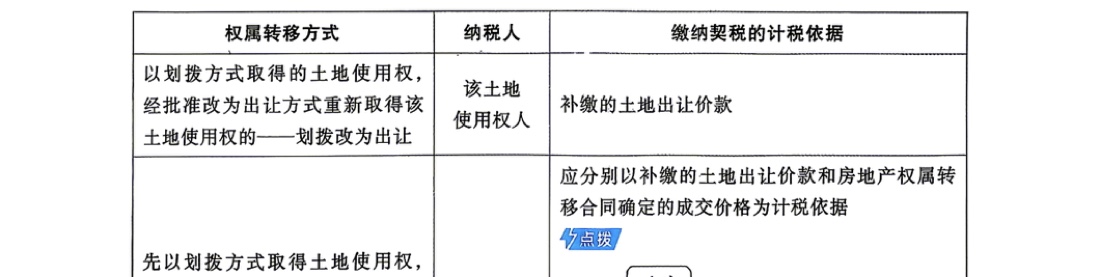 权属转移方式
纳税人
缴纳契税的计税依据
以划拨方式取得的土地使用权，
经批准改为出让方式重新取得该
土地使用权的——划拨改为出让
该土地
使用权人
补缴的土地出让价款
应分别以补缴的土地出让价款和房地产权属转
移合同确定的成交价格为计税依据
点拨
先以划拨方式取得土地使用权，